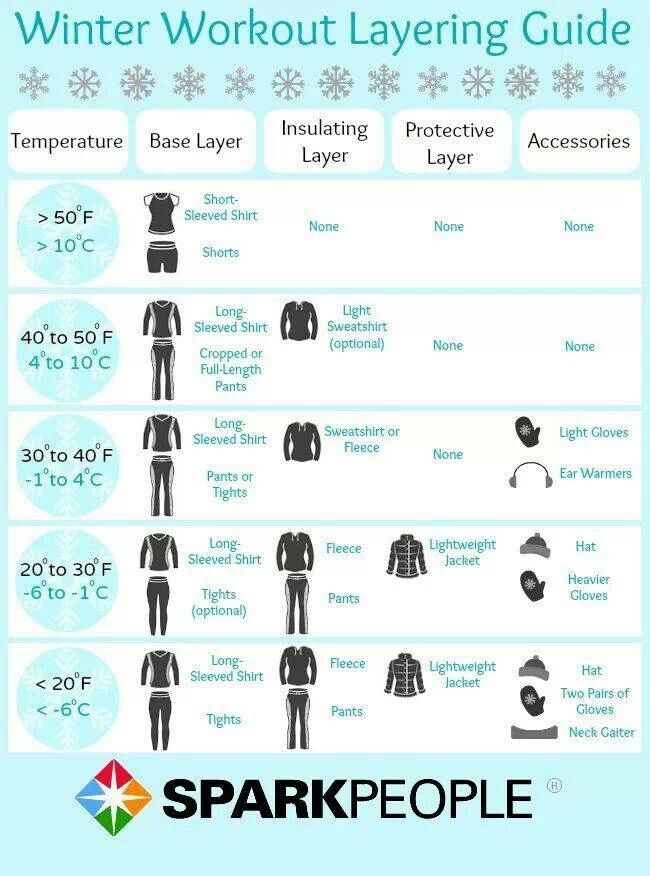 Winter Workout Layering Guide
Temperature
Base Layer
Insulating
Layer
Protective
Layer
Accessories
> 50°F
> 10°C
Short-
Sleeved Shirt
Shorts
None
None
None
40°to 50°F
4°to 10°C
Long-
Sleeved Shirt
Cropped or
Full-Length
Pants
Light
Sweatshirt
(optional)
None
None
30°to 40°F
-1°to 4°C
Long-
Sleeved Shirt
Pants or
Tights
Sweatshirt or
Fleece
None
Light Gloves
Ear Warmers
20°to 30°F
-6°to -1°C
Long-
Sleeved Shirt
Tights
(optional)
Fleece
Pants
Lightweight
Jacket
Hat
Heavier
Gloves
< 20°F
< -6°C
Long-
Sleeved Shirt
Tights
Fleece
Pants
Lightweight
Jacket
Hat
Two Pairs of
Gloves
Neck Gaiter
SPARKPEOPLE ®